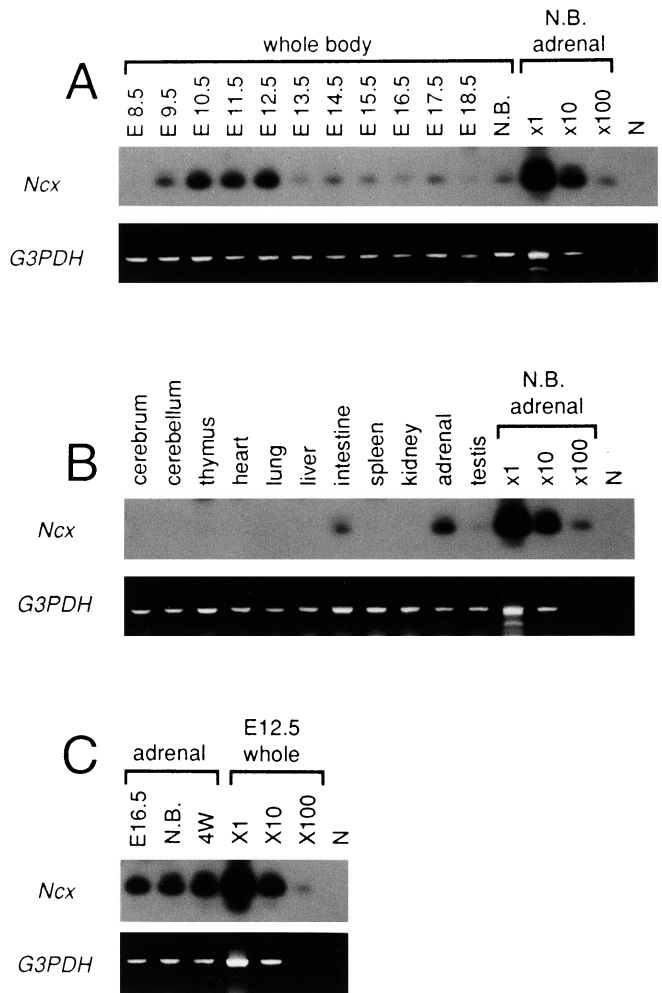 A
whole body
N.B.
adrenal
E 8.5
E 9.5
E 10.5
E 11.5
E 12.5
E 13.5
E 14.5
E 15.5
E 16.5
E 17.5
E 18.5
N.B.
x1
x10
x100
N
Ncx
G3PDH
B
N.B.
adrenal
cerebrum
cerebellum
thymus
heart
lung
liver
intestine
spleen
kidney
adrenal
testis
x1
x10
x100
N
Ncx
G3PDH
C
adrenal
E12.5
whole
E16.5
N.B.
4W
X1
X10
X100
N
Ncx
G3PDH